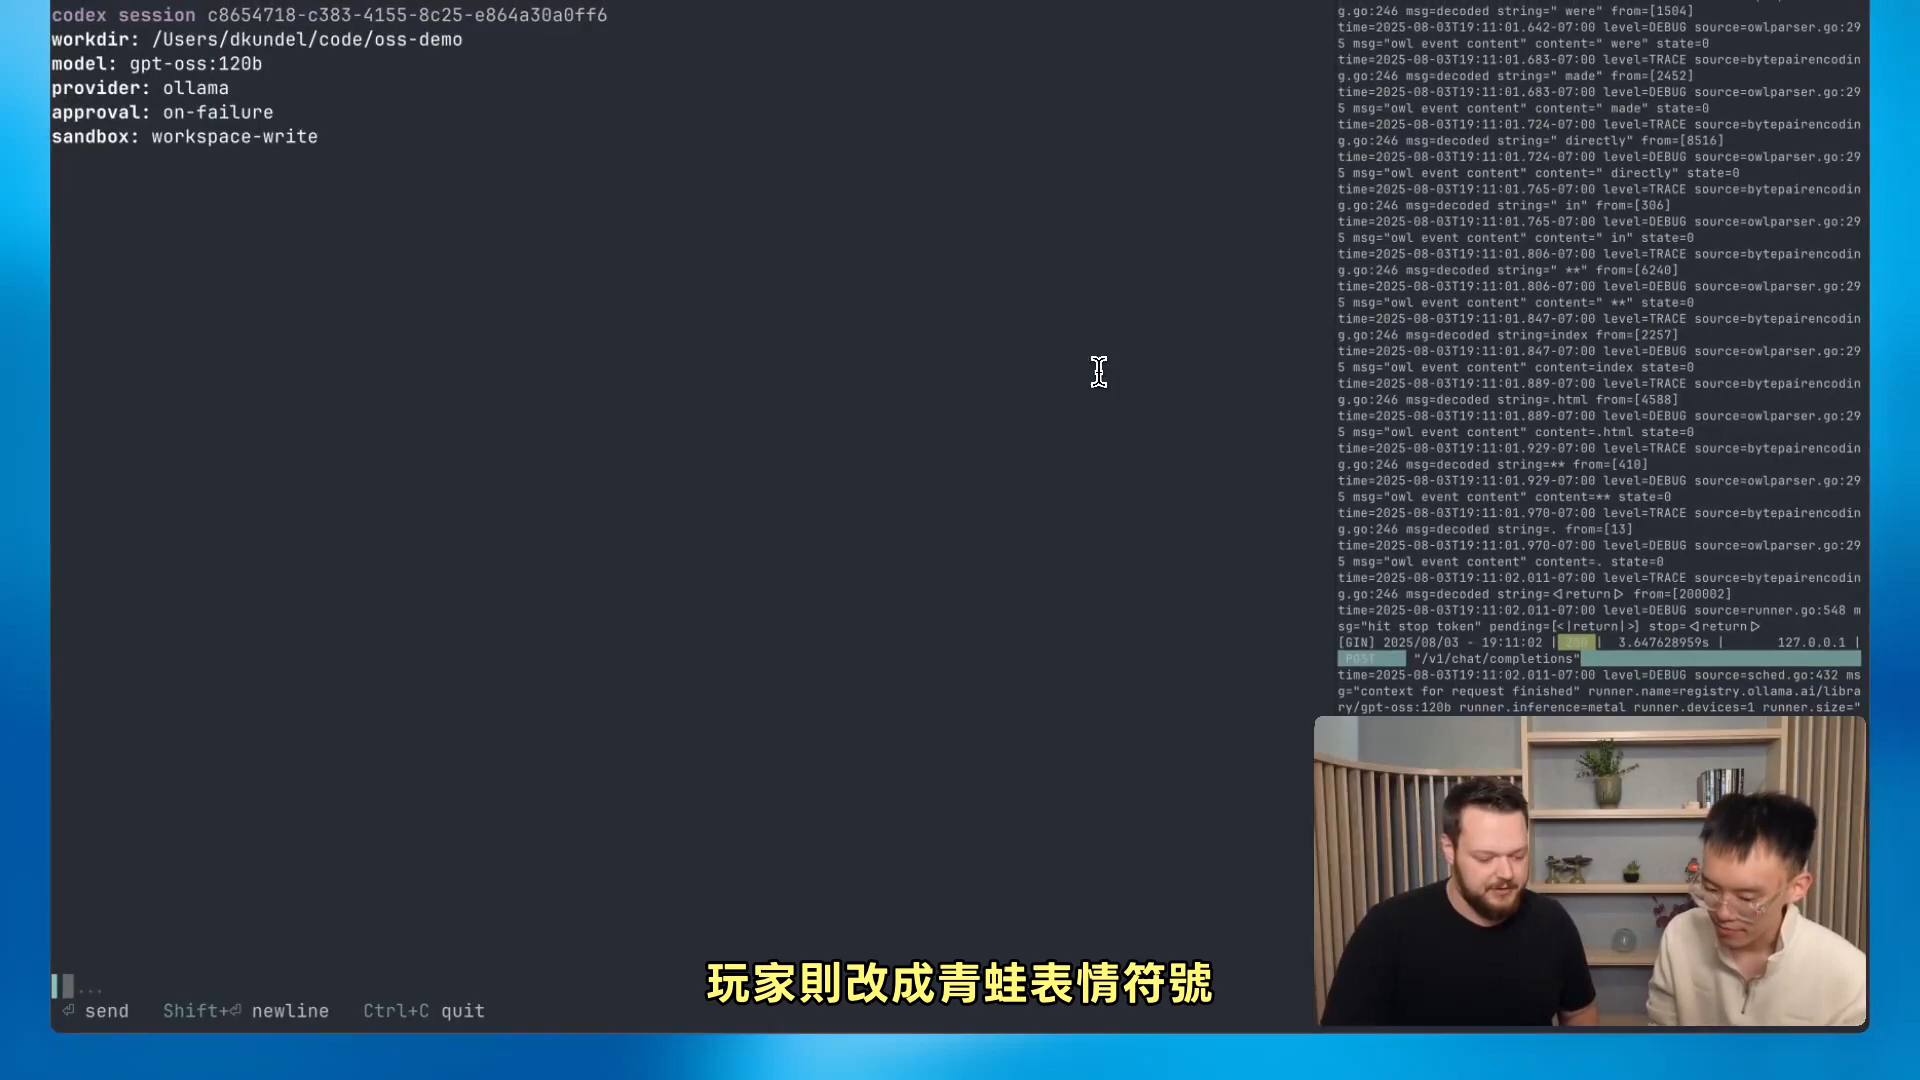 codex session c8654718-c383-4155-8c25-e864a30a0ff6
workdir: /Users/dkundel/code/oss-demo
model: gpt-oss:120b
provider: ollama
approval: on-failure
sandbox: workspace-write
...
⏎ send   Shift+⏎ newline   Ctrl+C quit
g.go:246 msg=decoded string=" were" from=[1504]
time=2025-08-03T19:11:01.642-07:00 level=DEBUG source=owlparser.go:29
5 msg="owl event content" content=" were" state=0
time=2025-08-03T19:11:01.683-07:00 level=TRACE source=bytepairencodin
g.go:246 msg=decoded string=" made" from=[2452]
time=2025-08-03T19:11:01.683-07:00 level=DEBUG source=owlparser.go:29
5 msg="owl event content" content=" made" state=0
time=2025-08-03T19:11:01.724-07:00 level=TRACE source=bytepairencodin
g.go:246 msg=decoded string=" directly" from=[8516]
time=2025-08-03T19:11:01.724-07:00 level=DEBUG source=owlparser.go:29
5 msg="owl event content" content=" directly" state=0
time=2025-08-03T19:11:01.765-07:00 level=TRACE source=bytepairencodin
g.go:246 msg=decoded string=" in" from=[306]
time=2025-08-03T19:11:01.765-07:00 level=DEBUG source=owlparser.go:29
5 msg="owl event content" content=" in" state=0
time=2025-08-03T19:11:01.806-07:00 level=TRACE source=bytepairencodin
g.go:246 msg=decoded string=" **" from=[6240]
time=2025-08-03T19:11:01.806-07:00 level=DEBUG source=owlparser.go:29
5 msg="owl event content" content=" **" state=0
time=2025-08-03T19:11:01.847-07:00 level=TRACE source=bytepairencodin
g.go:246 msg=decoded string=index from=[2257]
time=2025-08-03T19:11:01.847-07:00 level=DEBUG source=owlparser.go:29
5 msg="owl event content" content=index state=0
time=2025-08-03T19:11:01.889-07:00 level=TRACE source=bytepairencodin
g.go:246 msg=decoded string=.html from=[4588]
time=2025-08-03T19:11:01.889-07:00 level=DEBUG source=owlparser.go:29
5 msg="owl event content" content=.html state=0
time=2025-08-03T19:11:01.929-07:00 level=TRACE source=bytepairencodin
g.go:246 msg=decoded string=** from=[410]
time=2025-08-03T19:11:01.929-07:00 level=DEBUG source=owlparser.go:29
5 msg="owl event content" content=** state=0
time=2025-08-03T19:11:01.970-07:00 level=TRACE source=bytepairencodin
g.go:246 msg=decoded string=. from=[13]
time=2025-08-03T19:11:01.970-07:00 level=DEBUG source=owlparser.go:29
5 msg="owl event content" content=. state=0
time=2025-08-03T19:11:02.011-07:00 level=TRACE source=bytepairencodin
g.go:246 msg=decoded string=<|return|> from=[200002]
time=2025-08-03T19:11:02.011-07:00 level=DEBUG source=runner.go:548 m
sg="hit stop token" pending=[<|return|>] stop=<|return|>
[GIN] 2025/08/03 - 19:11:02 | 200 | 3.647628959s | 127.0.0.1 |
POST "/v1/chat/completions"
time=2025-08-03T19:11:02.011-07:00 level=DEBUG source=sched.go:432 ms
g="context for request finished" runner.name=registry.ollama.ai/libra
ry/gpt-oss:120b runner.inference=metal runner.devices=1 runner.size="
玩家則改成青蛙表情符號